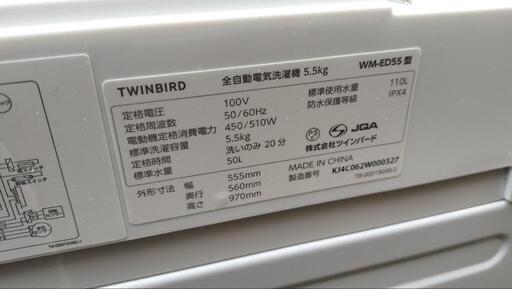 TWINBIRD 全自動電気洗濯機 5.5kg WM-ED55 型
定格電圧 100V
定格周波数 50/60Hz
電動機定格消費電力 450/510W
標準洗濯容量 5.5kg
定格時間 洗いのみ 20分
標準水量 50L
外形寸法 幅 555mm
奥行 560mm
高さ 970mm
標準使用水量 110L
防水保護等級 IPX4
PS E JQA
株式会社ツインバード
MADE IN CHINA
製造番号 KJ4C062W000327